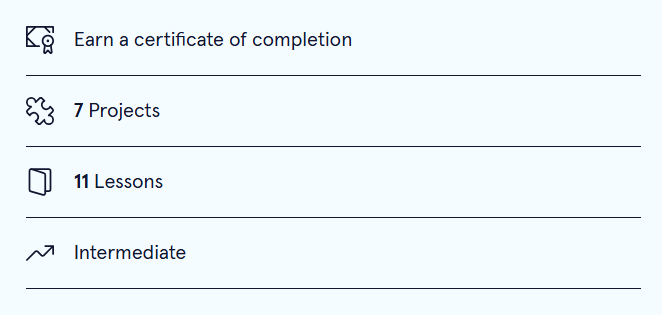 Earn a certificate of completion
7 Projects
11 Lessons
Intermediate